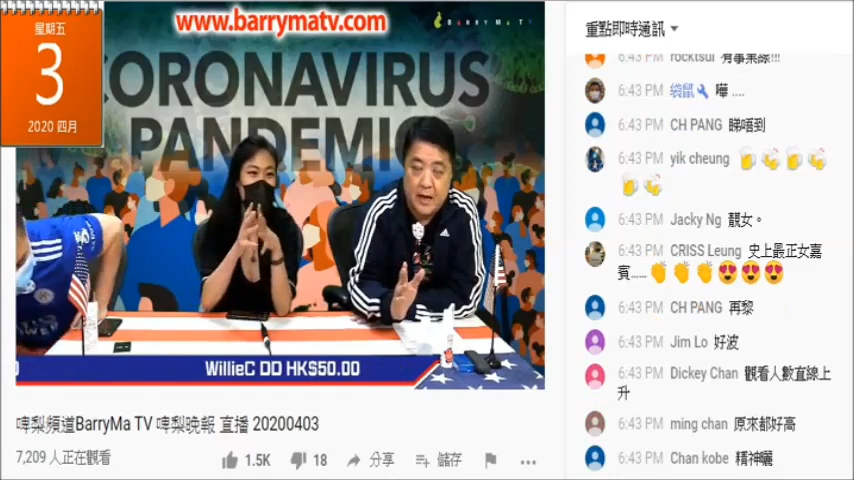 www.barrymatv.com
BARRY MA TV
星期五
3
2020 四月
CORONAVIRUS
PANDEMIC
WillieC DD HK$50.00
啤梨頻道BarryMa TV 啤梨晚報 直播 20200403
7,209 人正在觀看
1.5K
18
分享
儲存
重點即時通訊
6:43 PM rocktsui 有事業線!!!
6:43 PM 袋鼠 嘩 ....
6:43 PM CH PANG 睇唔到
6:43 PM yik cheung
6:43 PM Jacky Ng 靚女。
6:43 PM CRISS Leung 史上最正女嘉
賓......
6:43 PM CH PANG 再黎
6:43 PM Jim Lo 好波
6:43 PM Dickey Chan 觀看人數直線上
升
6:43 PM ming chan 原來都好高
6:43 PM Chan kobe 精神曬